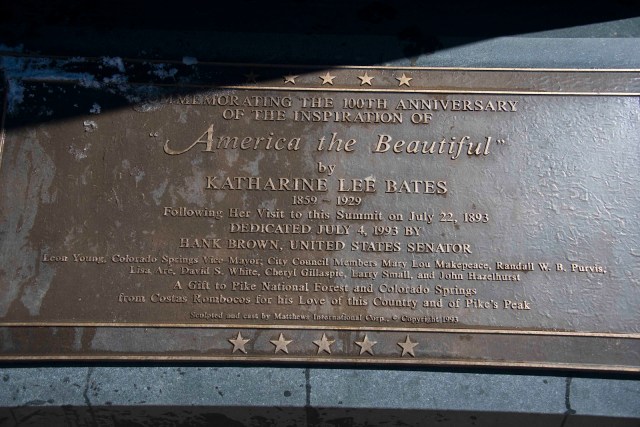 COMMEMORATING THE 100TH ANNIVERSARY
OF THE INSPIRATION OF
"America the Beautiful"
by
KATHARINE LEE BATES
1859 - 1929
Following Her Visit to this Summit on July 22, 1893
DEDICATED JULY 4, 1993 BY
HANK BROWN, UNITED STATES SENATOR
Leon Young, Colorado Springs Vice Mayor; City Council Members Mary Lou Makepeace, Randall W. B. Purvis,
Lisa Are, David S. White, Cheryl Gillaspie, Larry Small, and John Hazelhurst
A Gift to Pike National Forest and Colorado Springs
from Costas Rombocos for his Love of this Country and of Pike's Peak
Sculpted and cast by Matthews International Corp., © Copyright 1993